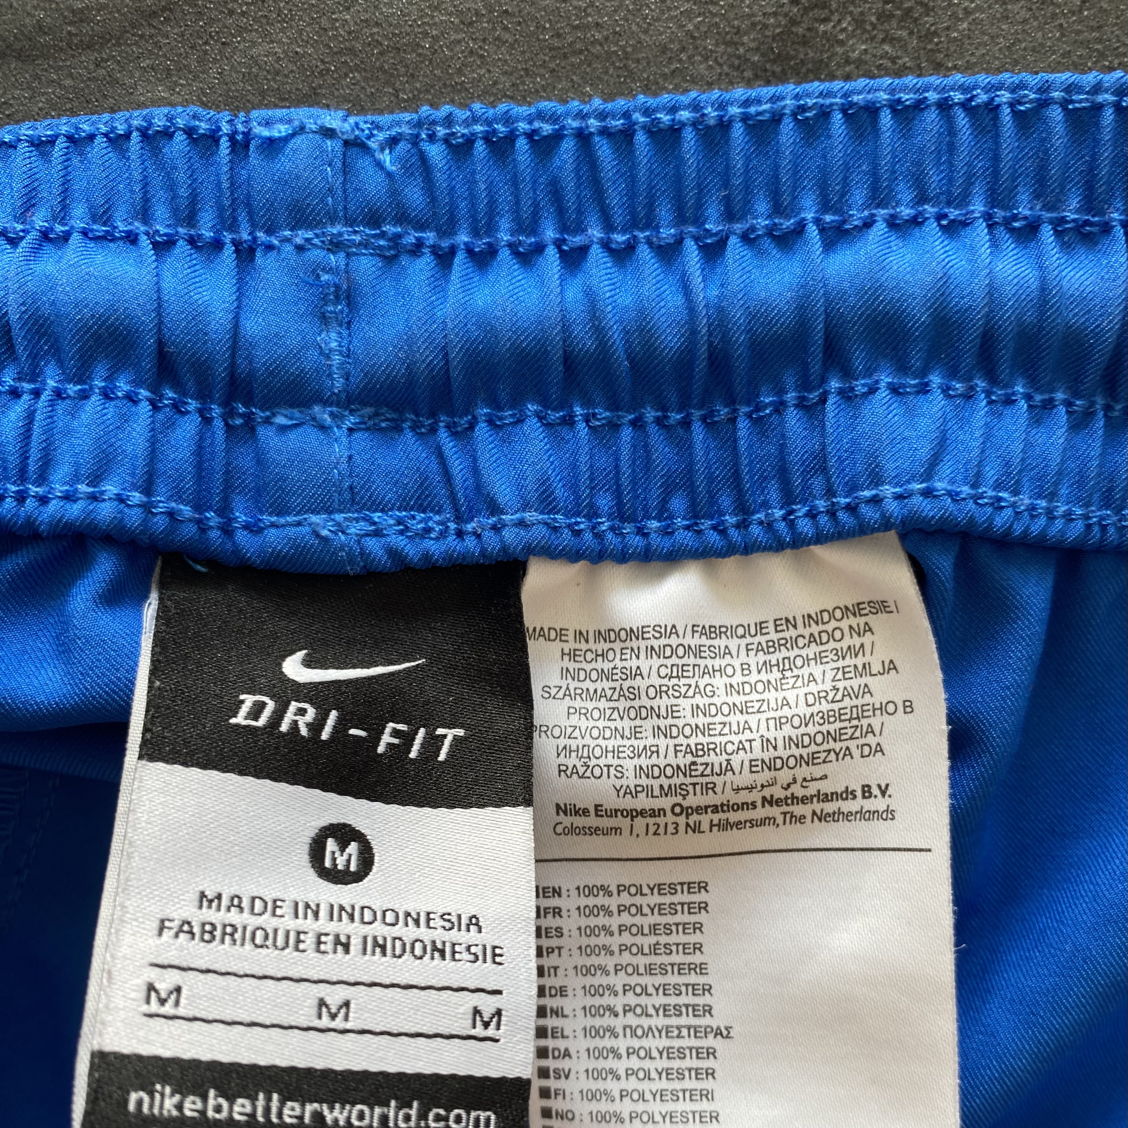 DRI-FIT
M
MADE IN INDONESIA
FABRIQUE EN INDONESIE
M M M
nikebetterworld.com
MADE IN INDONESIA / FABRIQUE EN INDONESIE /
HECHO EN INDONESIA / FABRICADO NA
INDONÉSIA / СДЕЛАНО В ИНДОНЕЗИИ /
SZÁRMAZÁSI ORSZÁG: INDONÉZIA / ZEMLJA
PROIZVODNJE: INDONEZIJA / DRŽAVA
PROIZVODNJE: INDONEZIJA / ПРОИЗВЕДЕНО В
ИНДОНЕЗИЯ / FABRICAT ÎN INDONEZIA /
RAŽOTS: INDONĒZIJĀ / ENDONEZYA 'DA
YAPILMIŞTIR / صنع في اندونيسيا
Nike European Operations Netherlands B.V.
Colosseum 1, 1213 NL Hilversum, The Netherlands
EN : 100% POLYESTER
FR : 100% POLYESTER
ES : 100% POLIÉSTER
PT : 100% POLIÉSTER
IT : 100% POLIESTERE
DE : 100% POLYESTER
NL : 100% POLYESTER
EL : 100% ΠΟΛΥΕΣΤΕΡΑΣ
DA : 100% POLYESTER
SV : 100% POLYESTER
FI : 100% POLYESTERI
NO : 100% POLYESTER